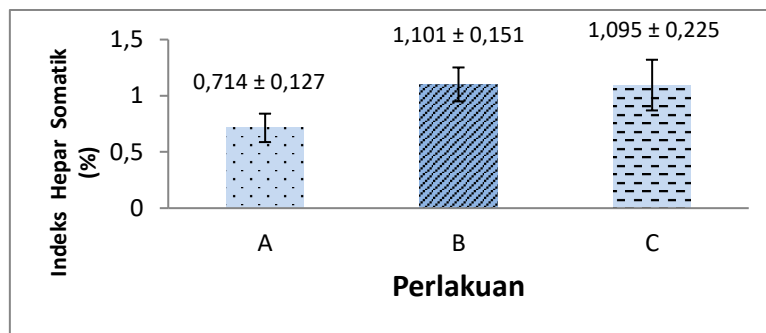 Indeks Hepar Somatik
(%)
1,5
1
0,5
0
0,714 ± 0,127
1,101 ± 0,151
1,095 ± 0,225
A
B
C
Perlakuan